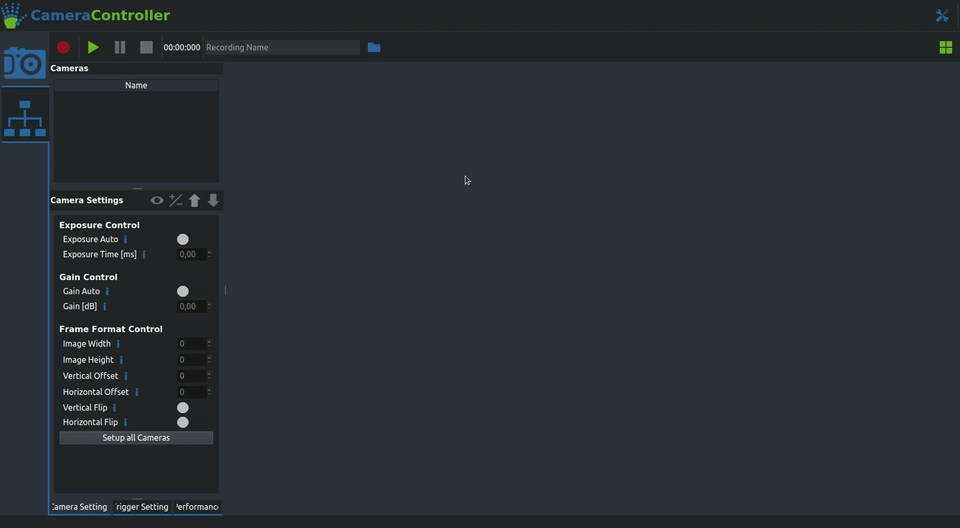 CameraController
00:00:000 Recording Name
Cameras
Name
Camera Settings
Exposure Control
Exposure Auto i
Exposure Time [ms] i 0,00
Gain Control
Gain Auto i
Gain [dB] i 0,00
Frame Format Control
Image Width i 0
Image Height i 0
Vertical Offset i 0
Horizontal Offset i 0
Vertical Flip i
Horizontal Flip i
Setup all Cameras
Camera Setting rigger Setting erformanc